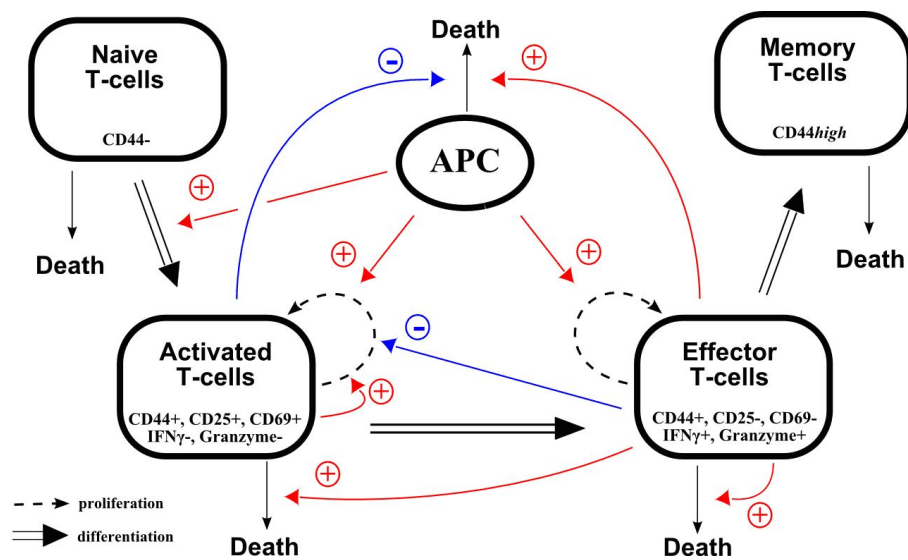 Naive
T-cells
CD44-
Death
-
Death
+
APC
Memory
T-cells
CD44high
Death
+
+
+
Activated
T-cells
CD44+, CD25+, CD69+
IFNγ-, Granzyme-
+
-
Effector
T-cells
CD44+, CD25-, CD69-
IFNγ+, Granzyme+
+
+
Death
Death
proliferation
differentiation